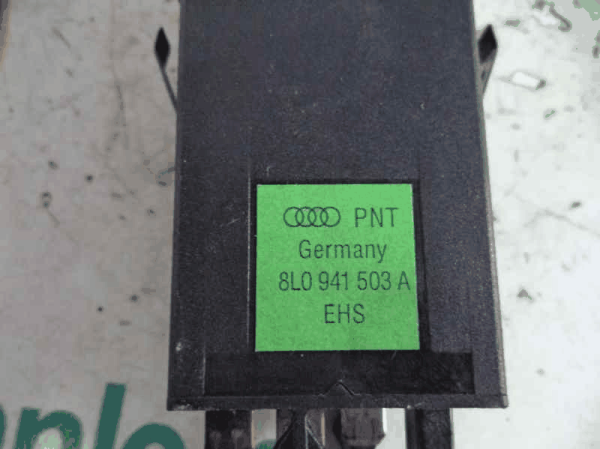 PNT
Germany
8L0 941 503 A
EHS